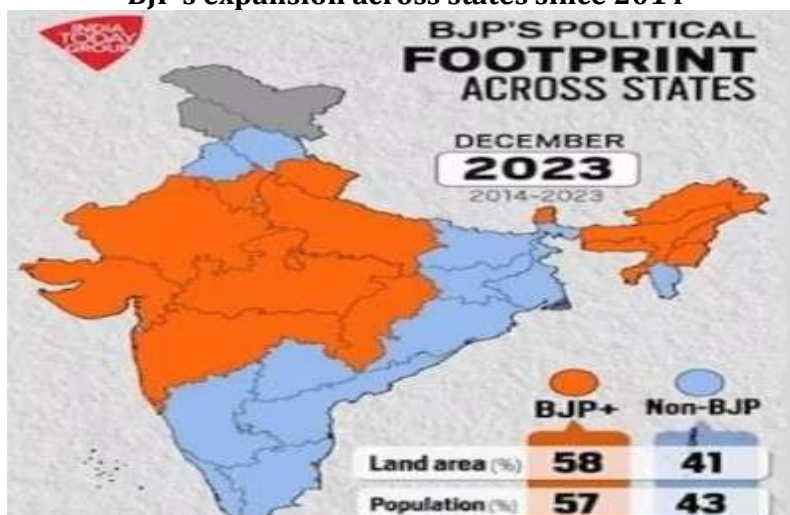 BJP's expansion across states since 2014
INDIA
TODAY
GROUP
BJP'S POLITICAL
FOOTPRINT
ACROSS STATES
DECEMBER
2023
2014-2023
BJP+ Non-BJP
Land area (%) 58 41
Population (%) 57 43